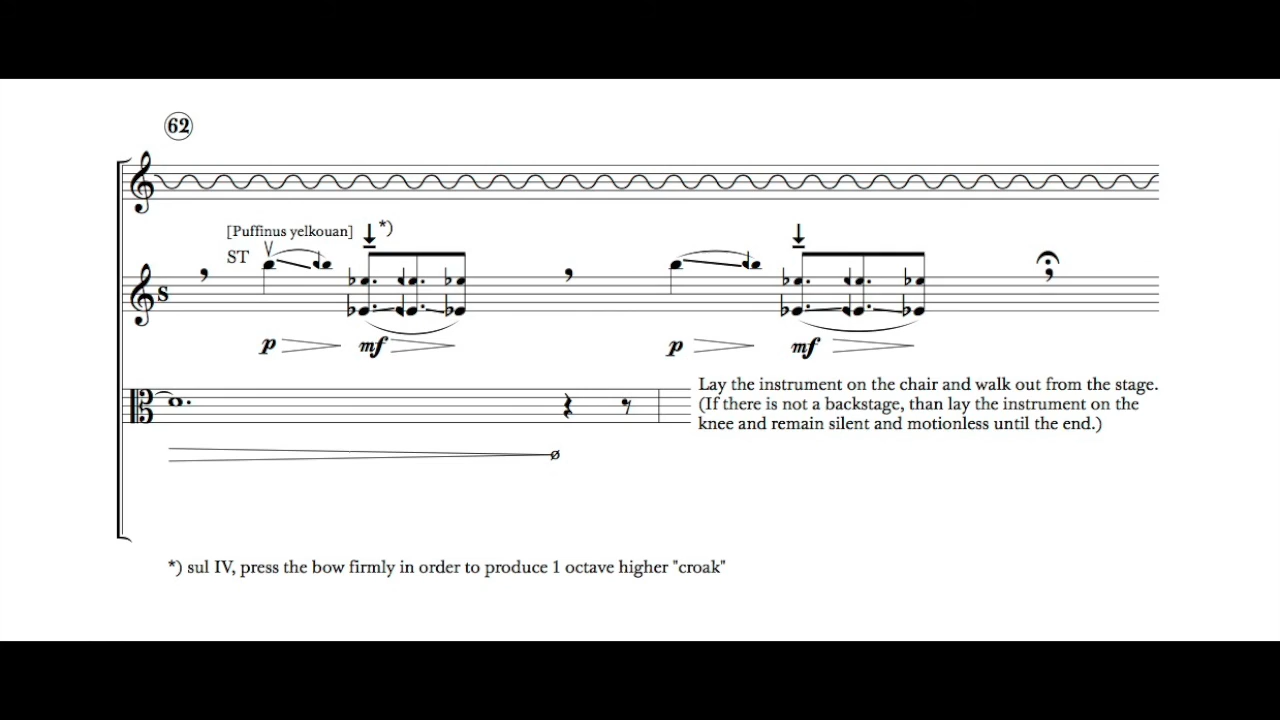 62
[Puffinus yelkouan] *)
ST
S
p mf p mf
Lay the instrument on the chair and walk out from the stage.
(If there is not a backstage, than lay the instrument on the
knee and remain silent and motionless until the end.)
ø
*) sul IV, press the bow firmly in order to produce 1 octave higher "croak"